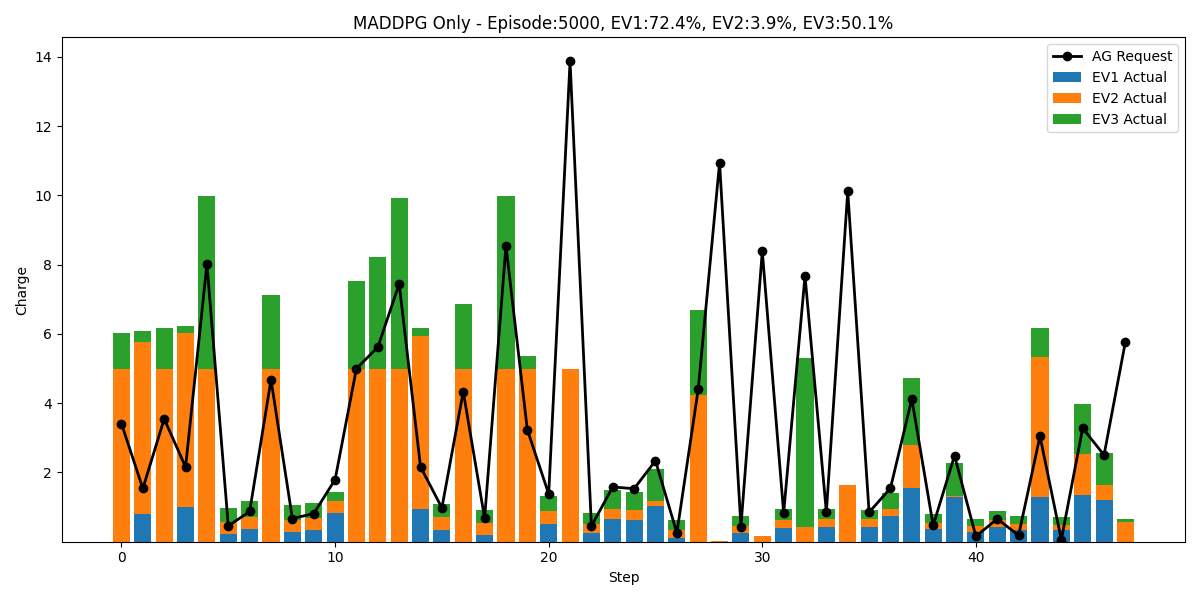 MADDPG Only - Episode:5000, EV1:72.4%, EV2:3.9%, EV3:50.1%
AG Request
EV1 Actual
EV2 Actual
EV3 Actual
Charge
14
12
10
8
6
4
2
0 10 20 30 40
Step